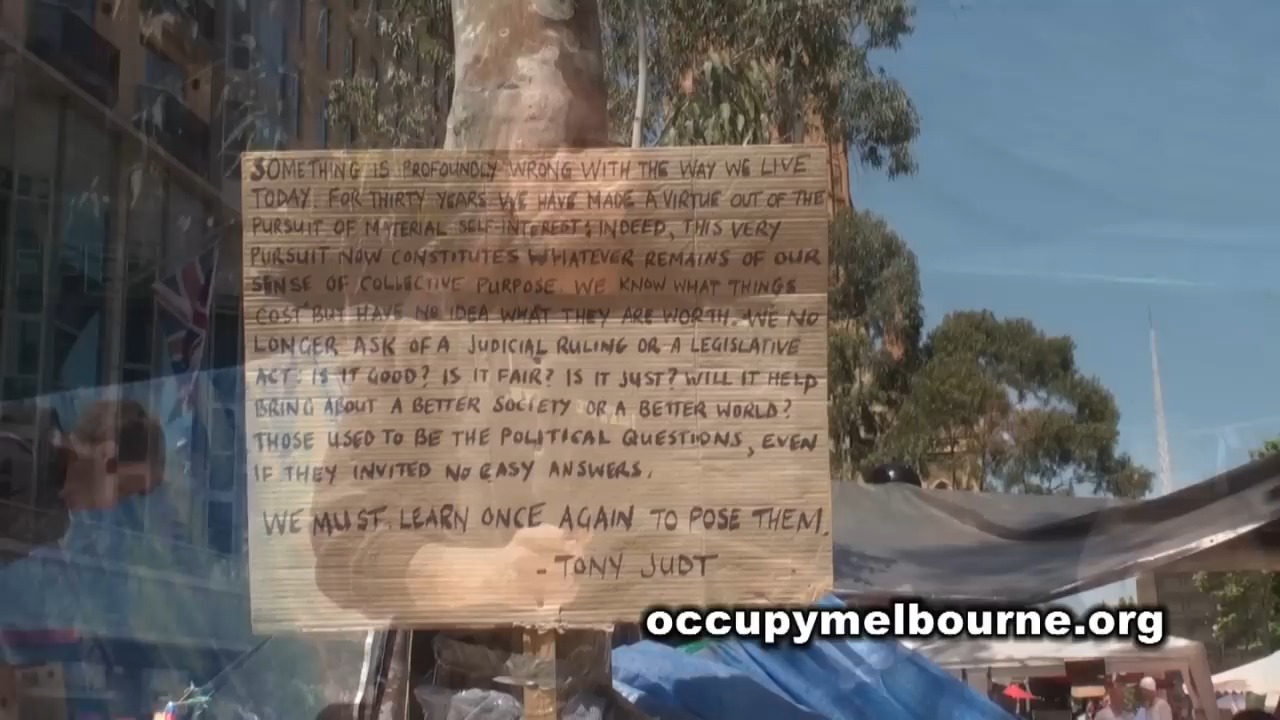 SOMETHING IS PROFOUNDLY WRONG WITH THE WAY WE LIVE
TODAY. FOR THIRTY YEARS WE HAVE MADE A VIRTUE OUT OF THE
PURSUIT OF MATERIAL SELF-INTEREST; INDEED, THIS VERY
PURSUIT NOW CONSTITUTES WHATEVER REMAINS OF OUR
SENSE OF COLLECTIVE PURPOSE. WE KNOW WHAT THINGS
COST BUT HAVE NO IDEA WHAT THEY ARE WORTH. WE NO
LONGER ASK OF A JUDICIAL RULING OR A LEGISLATIVE
ACT: IS IT GOOD? IS IT FAIR? IS IT JUST? WILL IT HELP
BRING ABOUT A BETTER SOCIETY OR A BETTER WORLD?
THOSE USED TO BE THE POLITICAL QUESTIONS, EVEN
IF THEY INVITED NO EASY ANSWERS.
WE MUST LEARN ONCE AGAIN TO POSE THEM.
- TONY JUDT
occupymelbourne.org